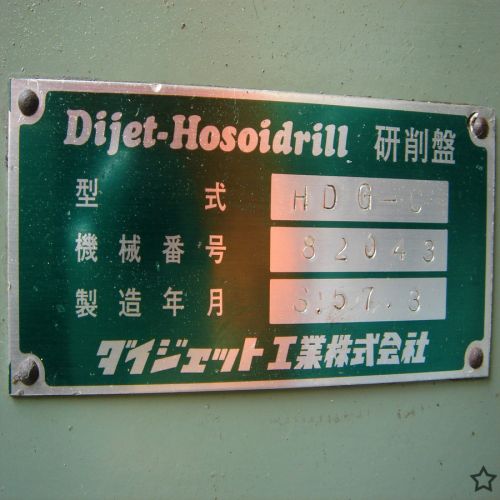 Dijet-Hosoidrill 研削盤
型式 HDG-C
機械番号 82043
製造年月 S.57.3
ダイジェット工業株式会社